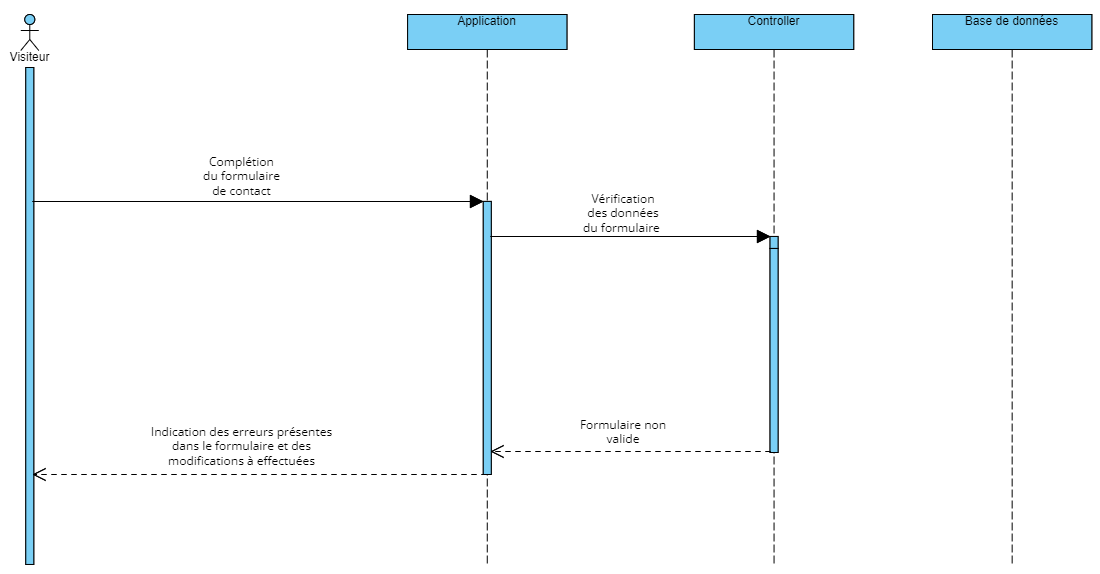 Visiteur
Application
Controller
Base de données
Complétion
du formulaire
de contact
Vérification
des données
du formulaire
Formulaire non
valide
Indication des erreurs présentes
dans le formulaire et des
modifications à effectuées